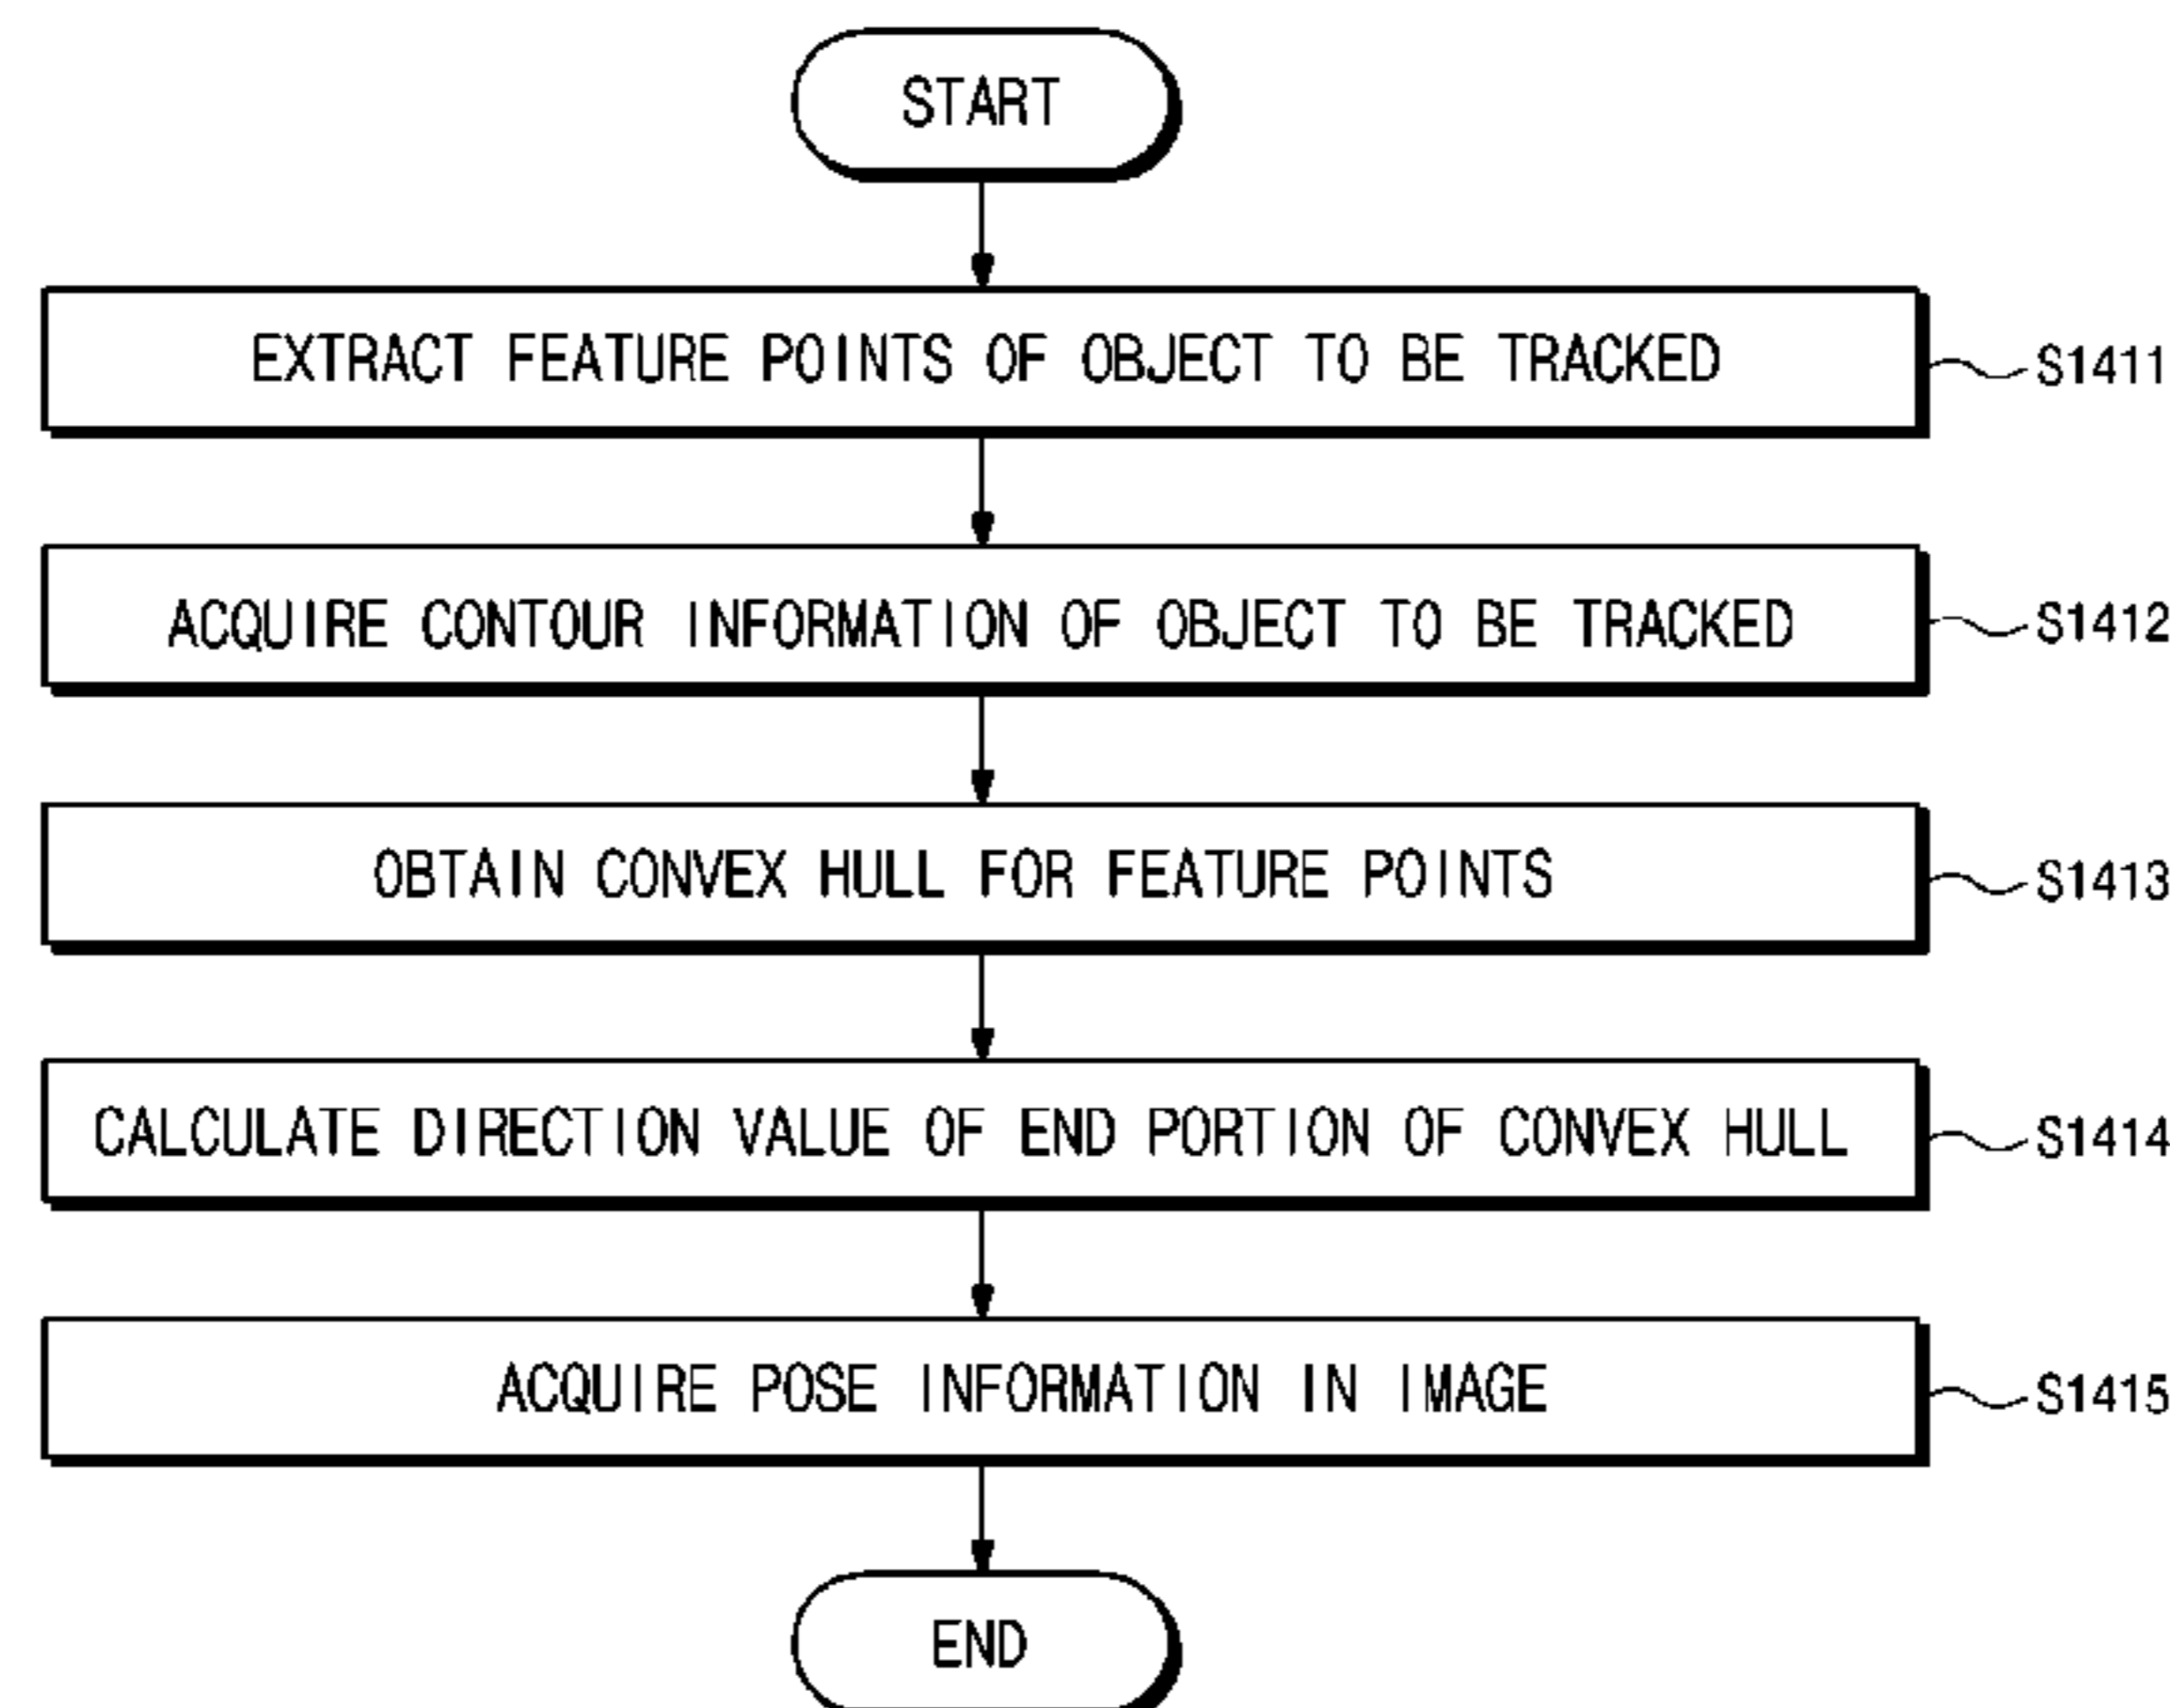 START
EXTRACT FEATURE POINTS OF OBJECT TO BE TRACKED S1411
ACQUIRE CONTOUR INFORMATION OF OBJECT TO BE TRACKED S1412
OBTAIN CONVEX HULL FOR FEATURE POINTS S1413
CALCULATE DIRECTION VALUE OF END PORTION OF CONVEX HULL S1414
ACQUIRE POSE INFORMATION IN IMAGE S1415
END